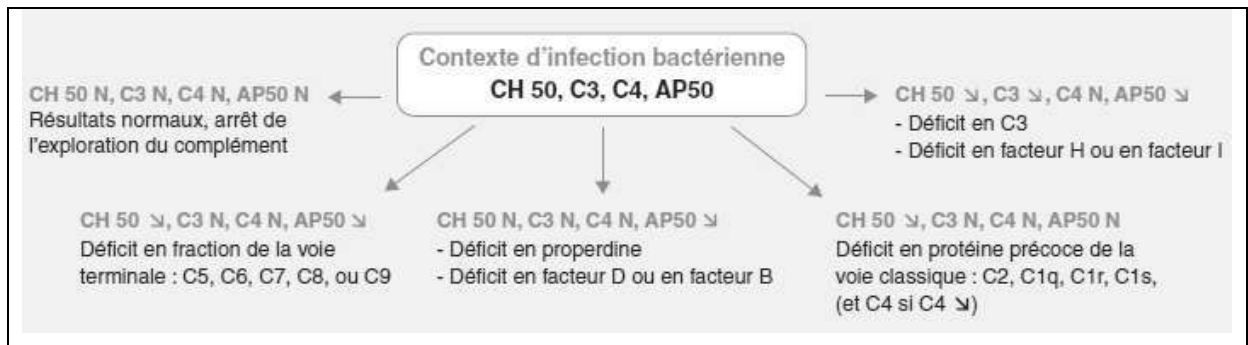 Contexte d'infection bactérienne
CH 50, C3, C4, AP50
CH 50 N, C3 N, C4 N, AP50 N
Résultats normaux, arrêt de
l'exploration du complément
CH 50 ↘, C3 ↘, C4 N, AP50 ↘
- Déficit en C3
- Déficit en facteur H ou en facteur I
CH 50 ↘, C3 N, C4 N, AP50 ↘
Déficit en fraction de la voie
terminale : C5, C6, C7, C8, ou C9
CH 50 N, C3 N, C4 N, AP50 ↘
- Déficit en properdine
- Déficit en facteur D ou en facteur B
CH 50 ↘, C3 N, C4 N, AP50 N
Déficit en protéine précoce de la
voie classique : C2, C1q, C1r, C1s,
(et C4 si C4 ↘)